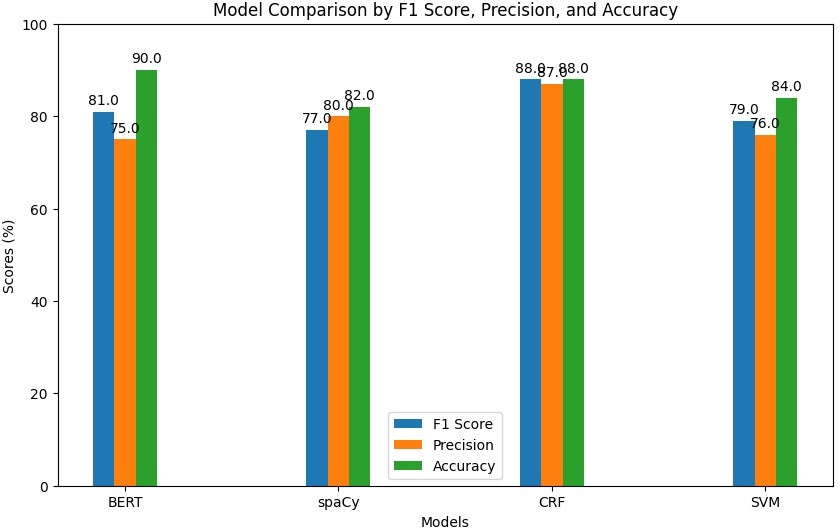 Model Comparison by F1 Score, Precision, and Accuracy
100
80
60
40
20
0
Scores (%)
81.0
75.0
90.0
77.0
80.0
82.0
88.0
87.0
88.0
79.0
76.0
84.0
F1 Score
Precision
Accuracy
BERT
spaCy
CRF
SVM
Models